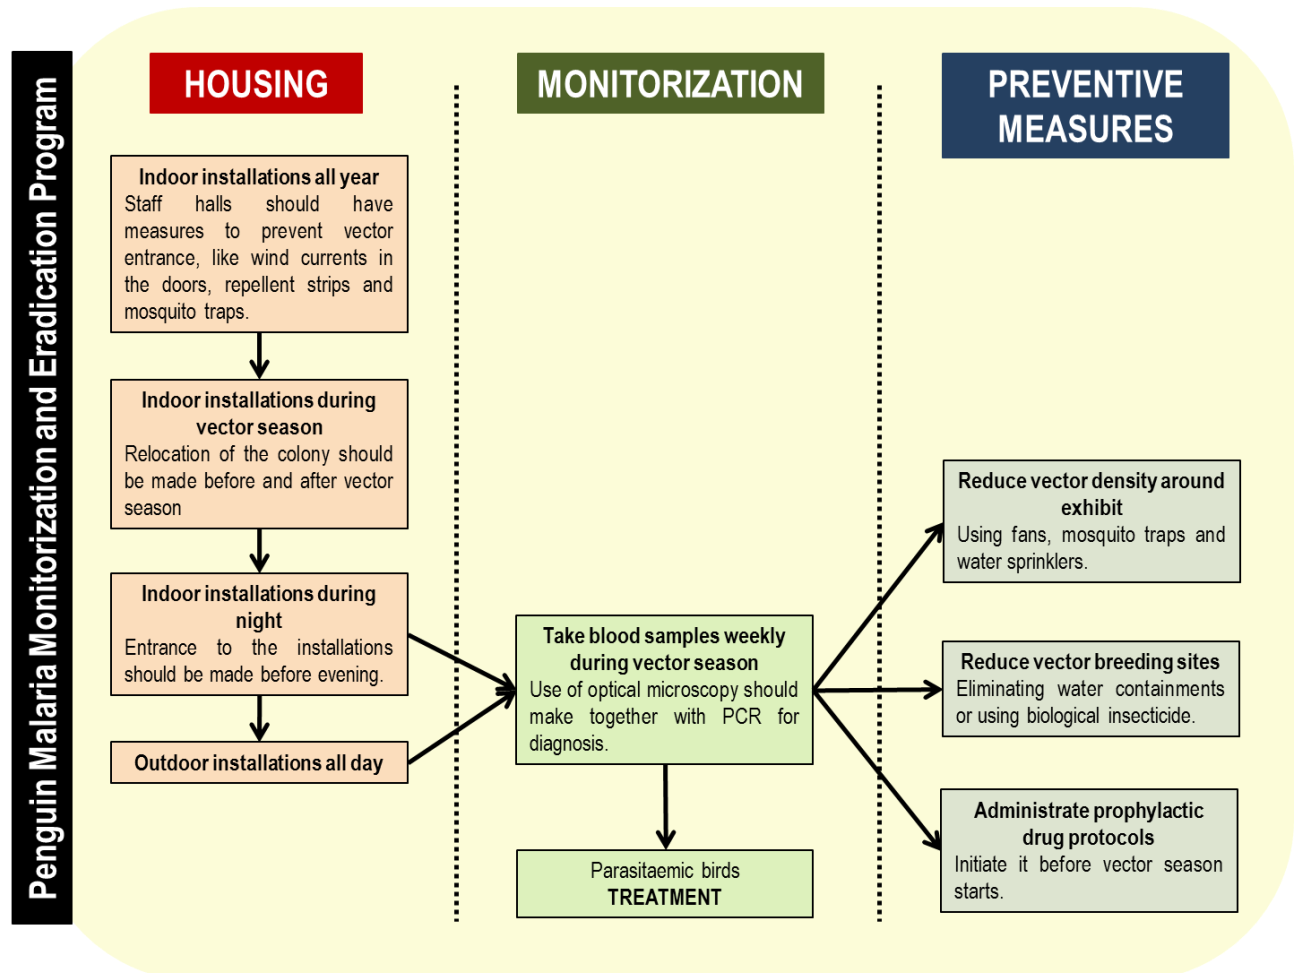 Penguin Malaria Monitorization and Eradication Program
HOUSING
Indoor installations all year
Staff halls should have
measures to prevent vector
entrance, like wind currents in
the doors, repellent strips and
mosquito traps.
Indoor installations during
vector season
Relocation of the colony should
be made before and after vector
season
Indoor installations during
night
Entrance to the installations
should be made before evening.
Outdoor installations all day
MONITORIZATION
Take blood samples weekly
during vector season
Use of optical microscopy should
make together with PCR for
diagnosis.
Parasitaemic birds
TREATMENT
PREVENTIVE
MEASURES
Reduce vector density around
exhibit
Using fans, mosquito traps and
water sprinklers.
Reduce vector breeding sites
Eliminating water containments
or using biological insecticide.
Administrate prophylactic
drug protocols
Initiate it before vector season
starts.